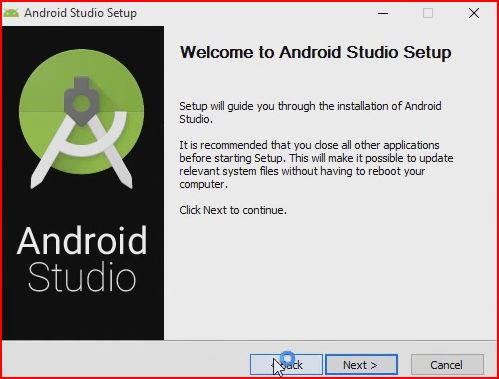 Android Studio Setup
Welcome to Android Studio Setup
Setup will guide you through the installation of Android
Studio.
It is recommended that you close all other applications
before starting Setup. This will make it possible to update
relevant system files without having to reboot your
computer.
Click Next to continue.
Android
Studio
Next >
Cancel